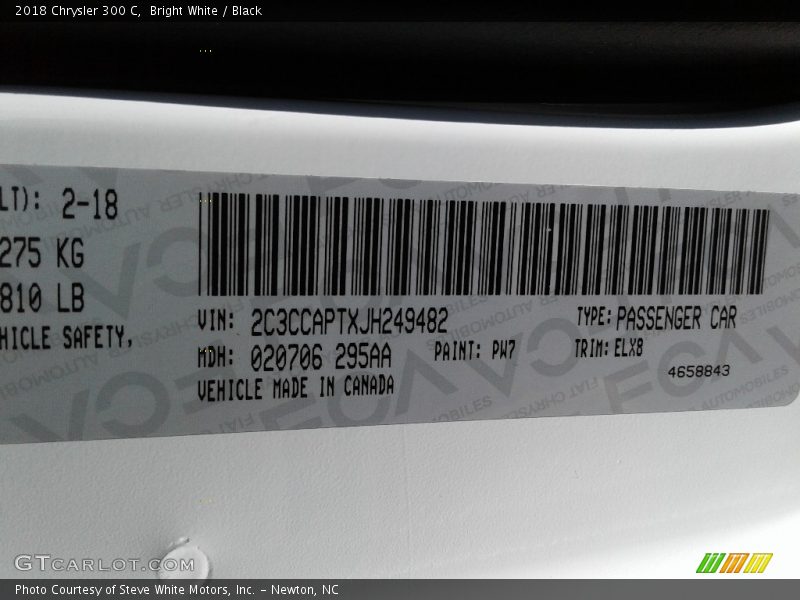 2018 Chrysler 300 C, Bright White / Black
LT): 2-18
275 KG
810 LB
HICLE SAFETY,
VIN: 2C3CCAPTXJH249482 TYPE: PASSENGER CAR
MDH: 020706 295AA PAINT: PW7 TRIM: ELX8
4658843
VEHICLE MADE IN CANADA
GTCARLOT.COM
Photo Courtesy of Steve White Motors, Inc. – Newton, NC